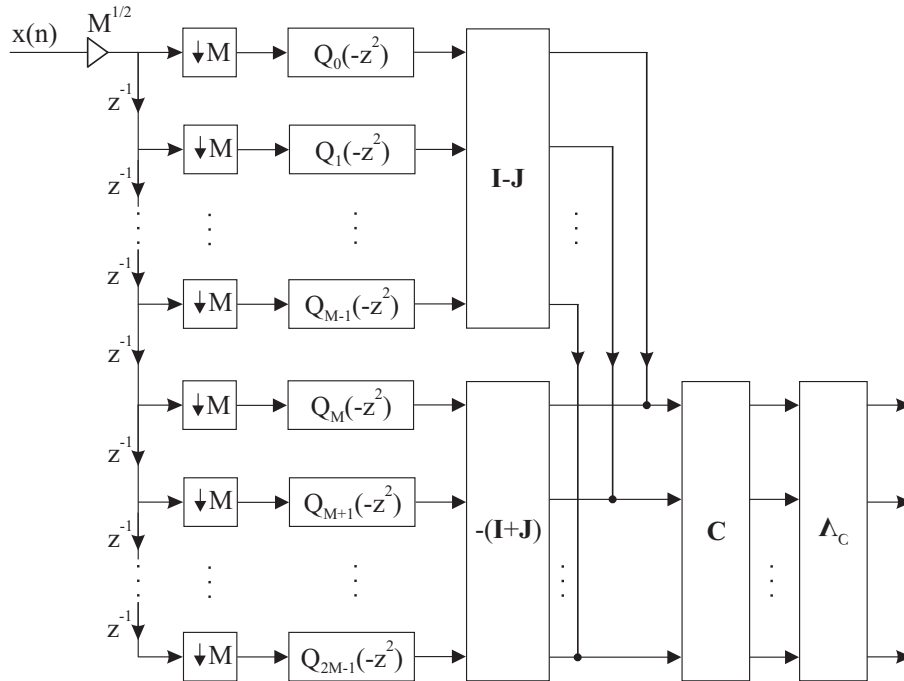 M^{1/2}
x(n)
↓M Q_0(-z^2)
z^{-1}
↓M Q_1(-z^2)
I-J
z^{-1}
z^{-1}
↓M Q_{M-1}(-z^2)
z^{-1}
↓M Q_M(-z^2)
z^{-1}
↓M Q_{M+1}(-z^2)
-(I+J) C Λ_C
z^{-1}
z^{-1}
↓M Q_{2M-1}(-z^2)